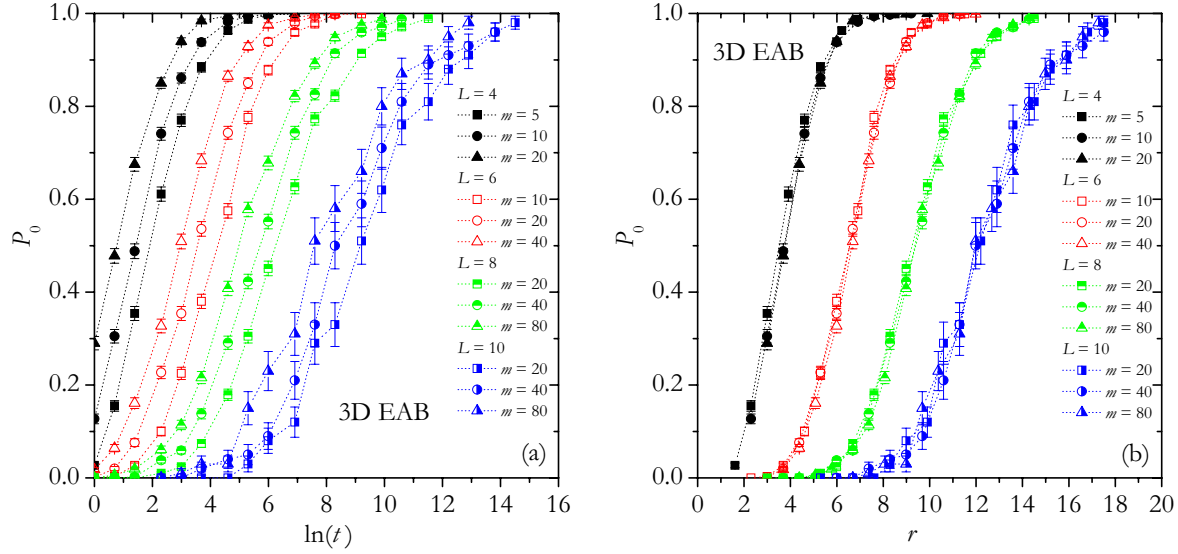 1.0
0.8
0.6
0.4
0.2
0.0
P₀
0 2 4 6 8 10 12 14 16
ln(t)
3D EAB
(a)
L = 4
m = 5
m = 10
m = 20
L = 6
m = 10
m = 20
m = 40
L = 8
m = 20
m = 40
m = 80
L = 10
m = 20
m = 40
m = 80
1.0
0.8
0.6
0.4
0.2
0.0
P₀
0 2 4 6 8 10 12 14 16 18 20
r
3D EAB
(b)
L = 4
m = 5
m = 10
m = 20
L = 6
m = 10
m = 20
m = 40
L = 8
m = 20
m = 40
m = 80
L = 10
m = 20
m = 40
m = 80